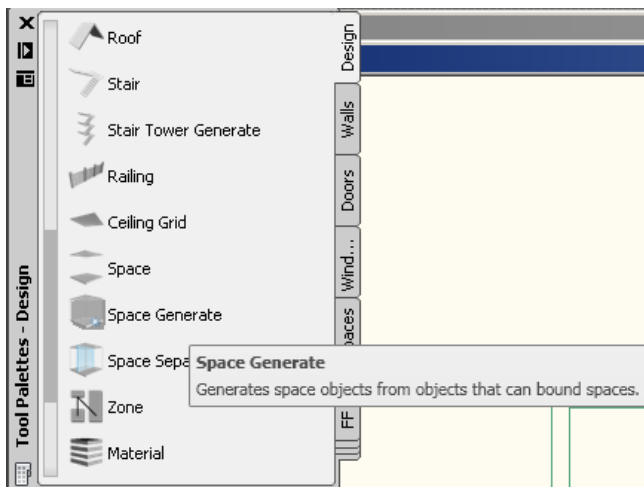 Roof
Stair
Stair Tower Generate
Railing
Ceiling Grid
Space
Space Generate
Space Sepa
Zone
Material
Tool Palettes - Design
Design
Walls
Doors
Wind...
paces
FF
Space Generate
Generates space objects from objects that can bound spaces.